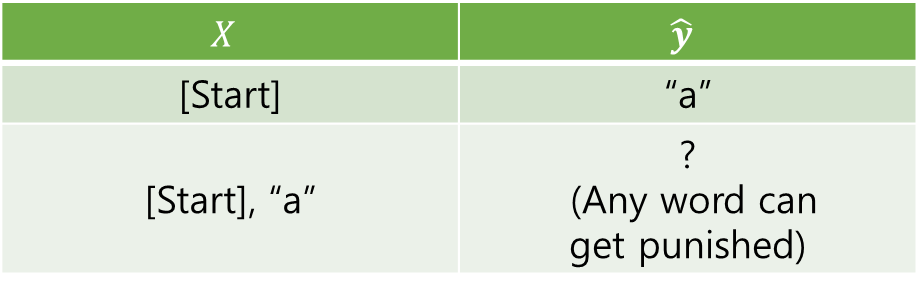 X ŷ
[Start] “a”
[Start], “a” ?
(Any word can
get punished)